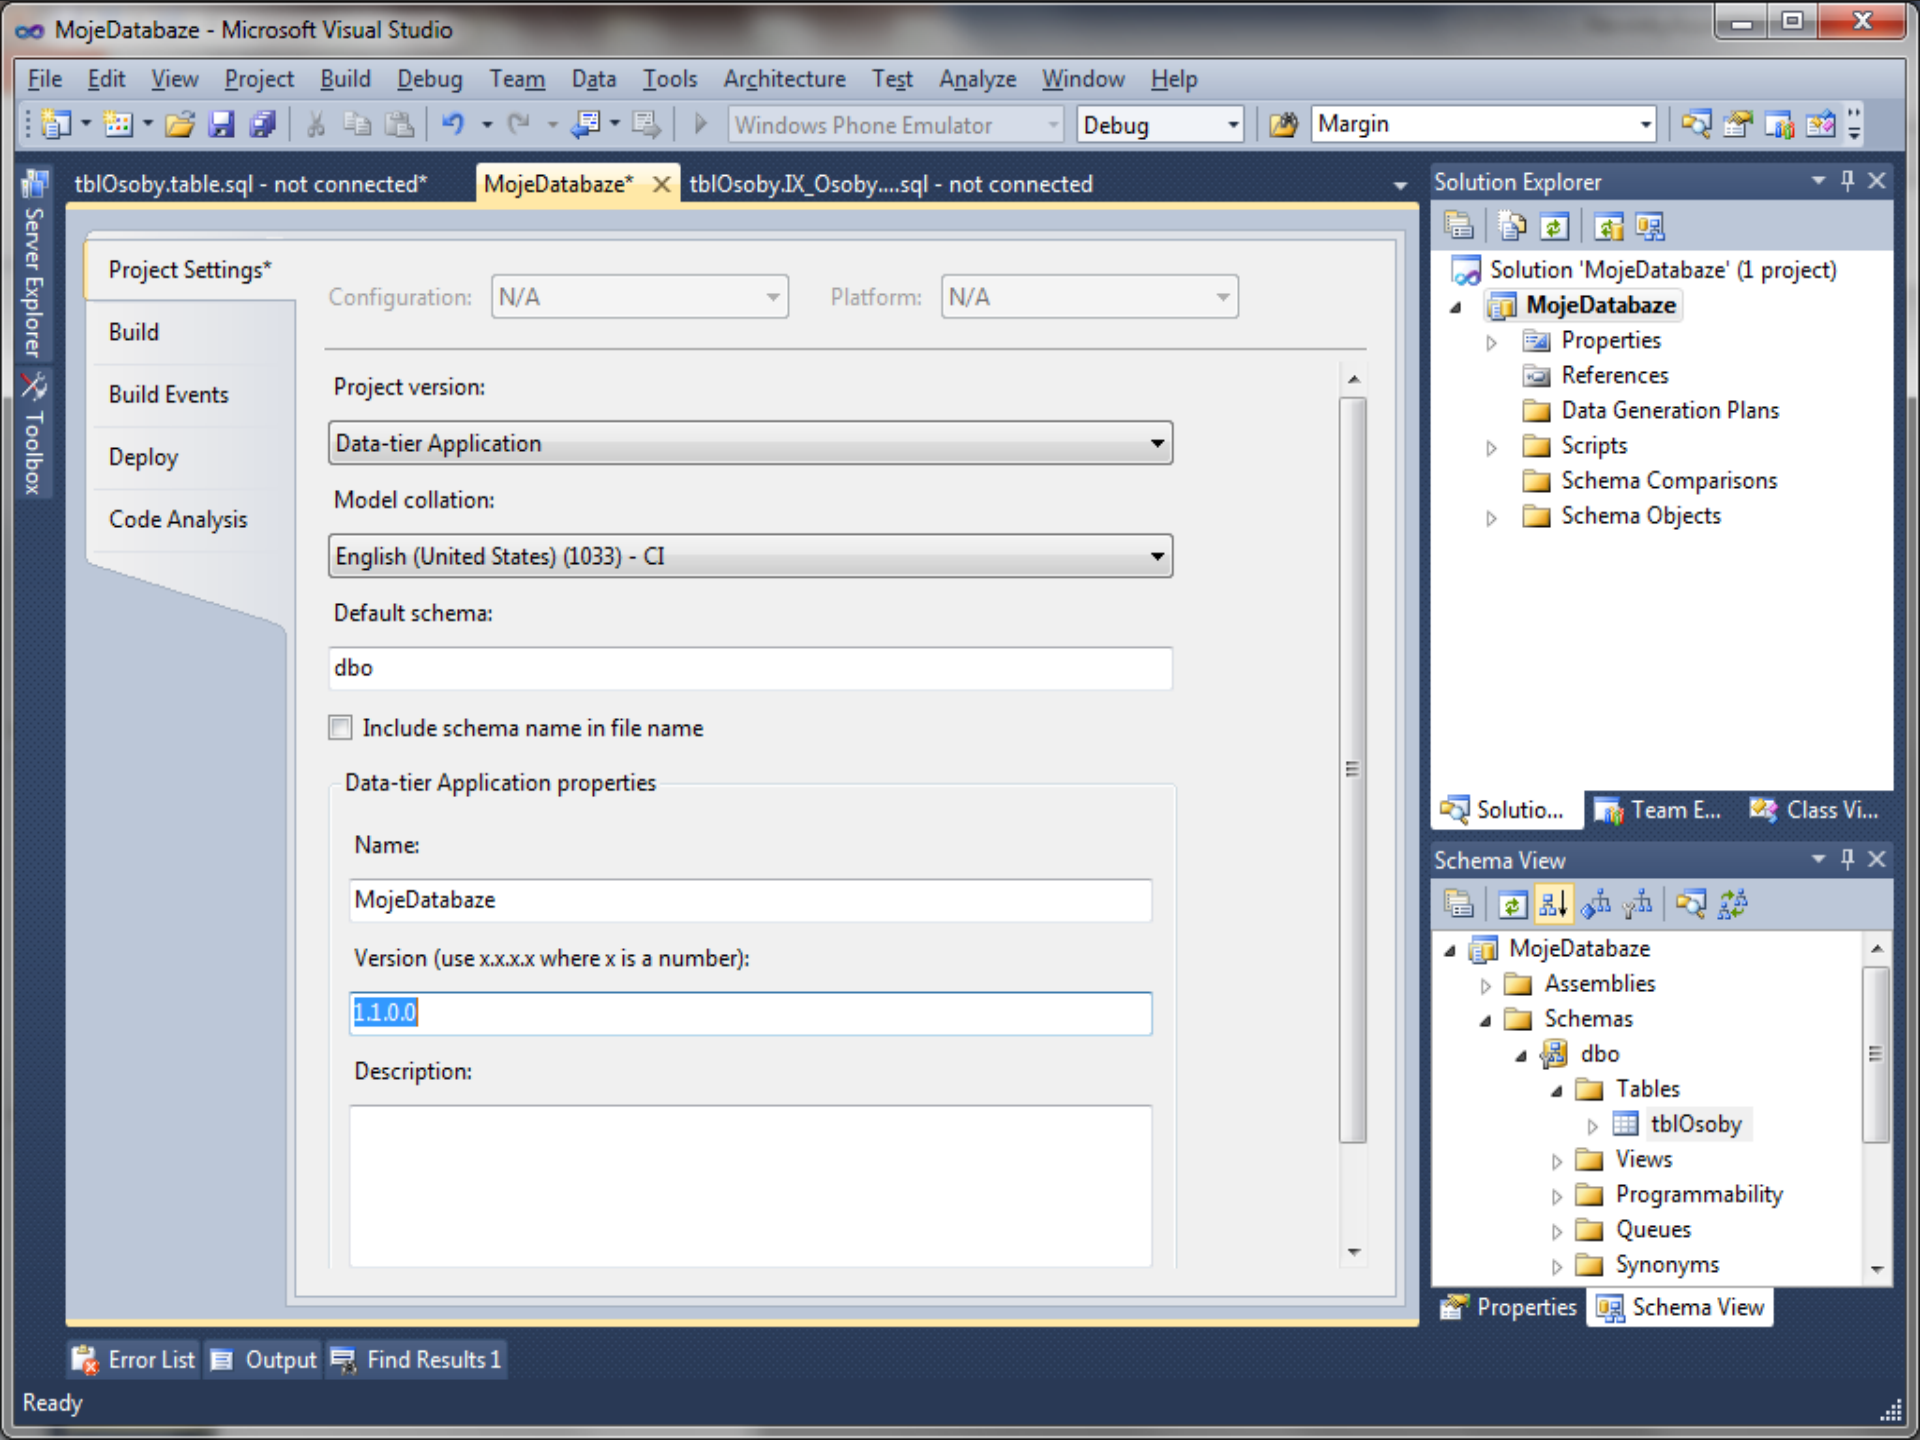 MojeDatabaze - Microsoft Visual Studio
File Edit View Project Build Debug Team Data Tools Architecture Test Analyze Window Help
Windows Phone Emulator Debug Margin
Server Explorer
Toolbox
tblOsoby.table.sql - not connected* MojeDatabaze* tblOsoby.IX_Osoby....sql - not connected
Project Settings*
Build
Build Events
Deploy
Code Analysis
Configuration: N/A Platform: N/A
Project version:
Data-tier Application
Model collation:
English (United States) (1033) - CI
Default schema:
dbo
Include schema name in file name
Data-tier Application properties
Name:
MojeDatabaze
Version (use x.x.x.x where x is a number):
1.1.0.0
Description:
Solution Explorer
Solution 'MojeDatabaze' (1 project)
MojeDatabaze
Properties
References
Data Generation Plans
Scripts
Schema Comparisons
Schema Objects
Solutio... Team E... Class Vi...
Schema View
MojeDatabaze
Assemblies
Schemas
dbo
Tables
tblOsoby
Views
Programmability
Queues
Synonyms
Properties Schema View
Error List Output Find Results 1
Ready